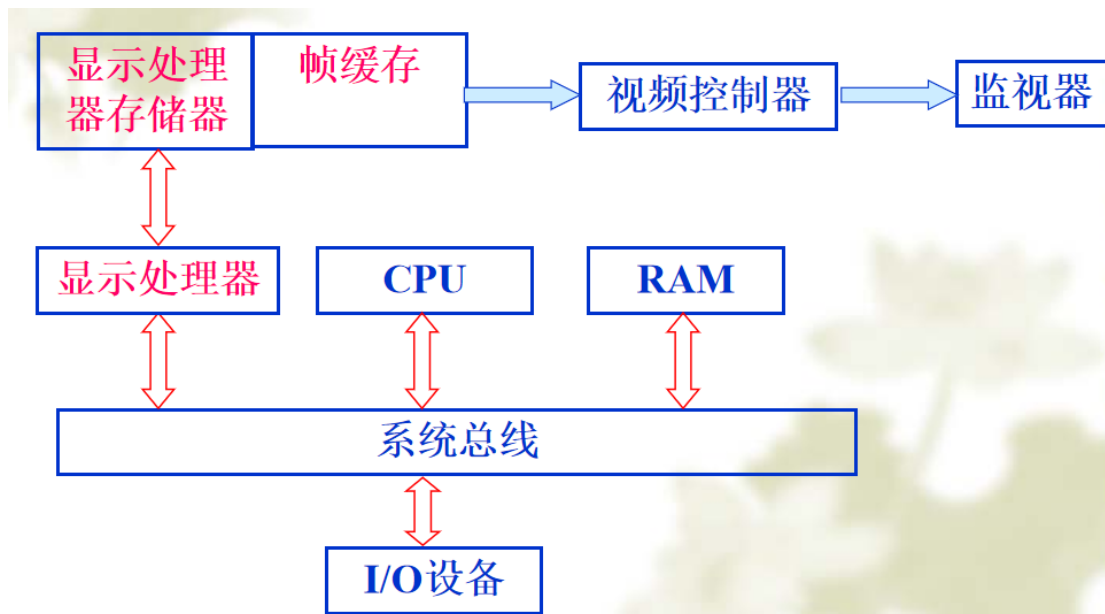 显示处理
器存储器
帧缓存
视频控制器
监视器
显示处理器
CPU
RAM
系统总线
I/O设备